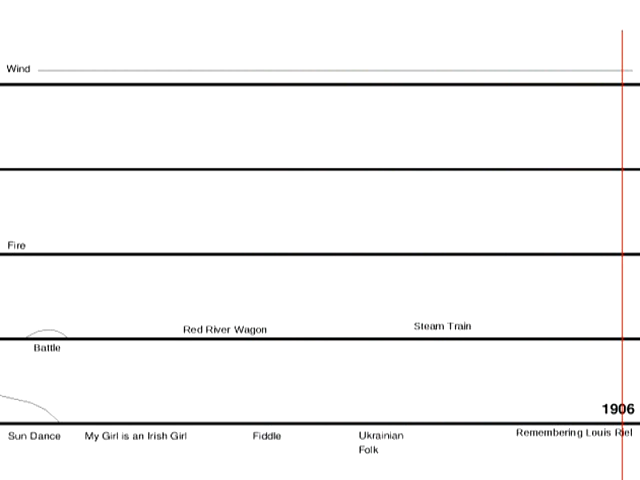 Wind
Fire
Red River Wagon
Steam Train
Battle
1906
Sun Dance
My Girl is an Irish Girl
Fiddle
Ukrainian
Folk
Remembering Louis Riel